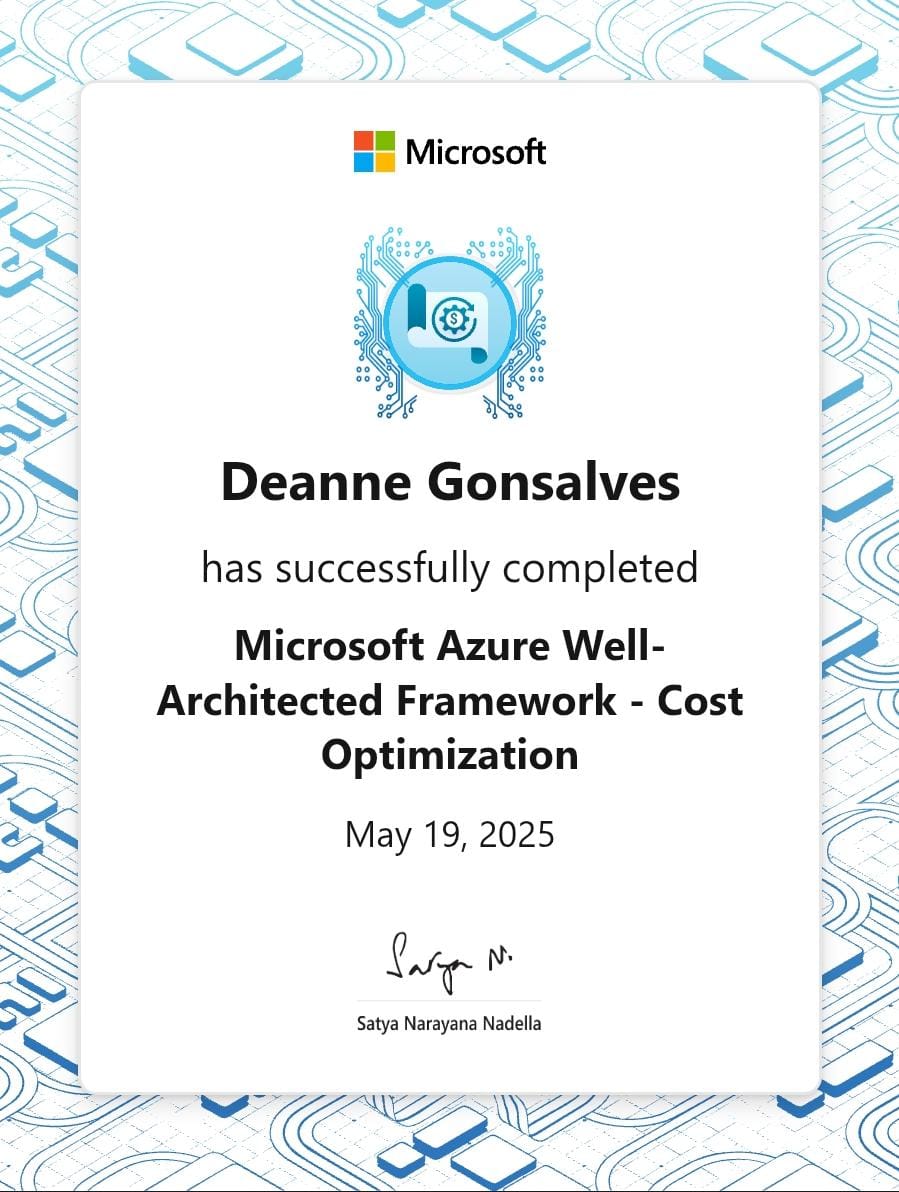 Microsoft
$
Deanne Gonsalves
has successfully completed
Microsoft Azure Well-
Architected Framework - Cost
Optimization
May 19, 2025
Satya N.
Satya Narayana Nadella